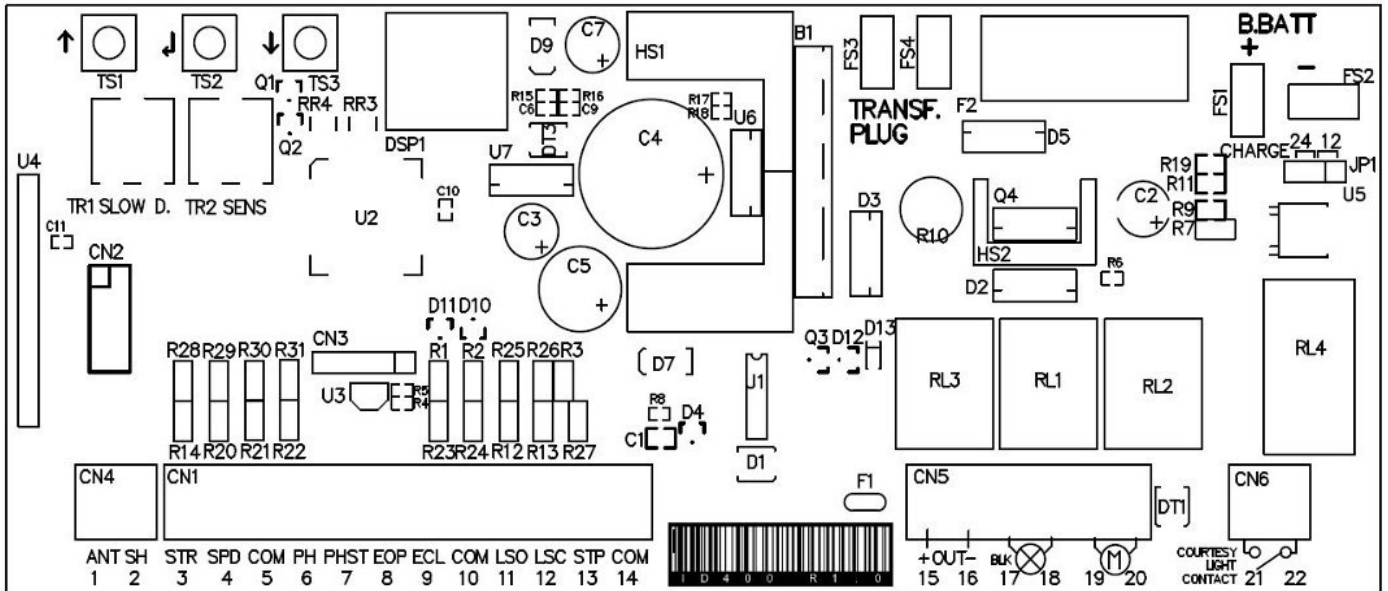 B.BATT
+ -
C7 D9 HS1 B1 FS3 FS4 FS1 FS2
TS1 TS2 TS3
Q1 RR4 RR3 R15 R16 C6 C9 R17 R18 U6
TRANSF.
PLUG
F2 D5
CHARGE 24 12
JP1
Q2 DSP1 DT3 C4
U4 U7 R19 R11 U5
TR1 SLOW D. TR2 SENS
U2 C10 C3 D3 R10 Q4 C2 R9 R7
C11 CN2 C5 HS2 D2 R6
D11 D10
CN3 Q3 D12 D13
R28 R29 R30 R31 R1 R2 R25 R26 R3 D7 RL3 RL1 RL2 RL4
U3 R5 R4 J1
R8 D4 C1
R14 R20 R21 R22 R23 R24 R12 R13 R27 D1
CN4 CN1 F1 CN5 DT1 CN6
ID400 R1.0
ANT SH STR SPD COM PH PHST EOP ECL COM LSO LSC STP COM
1 2 3 4 5 6 7 8 9 10 11 12 13 14
+OUT- BLK M
15 16 17 18 19 20
COURTESY
LIGHT
CONTACT 21 22